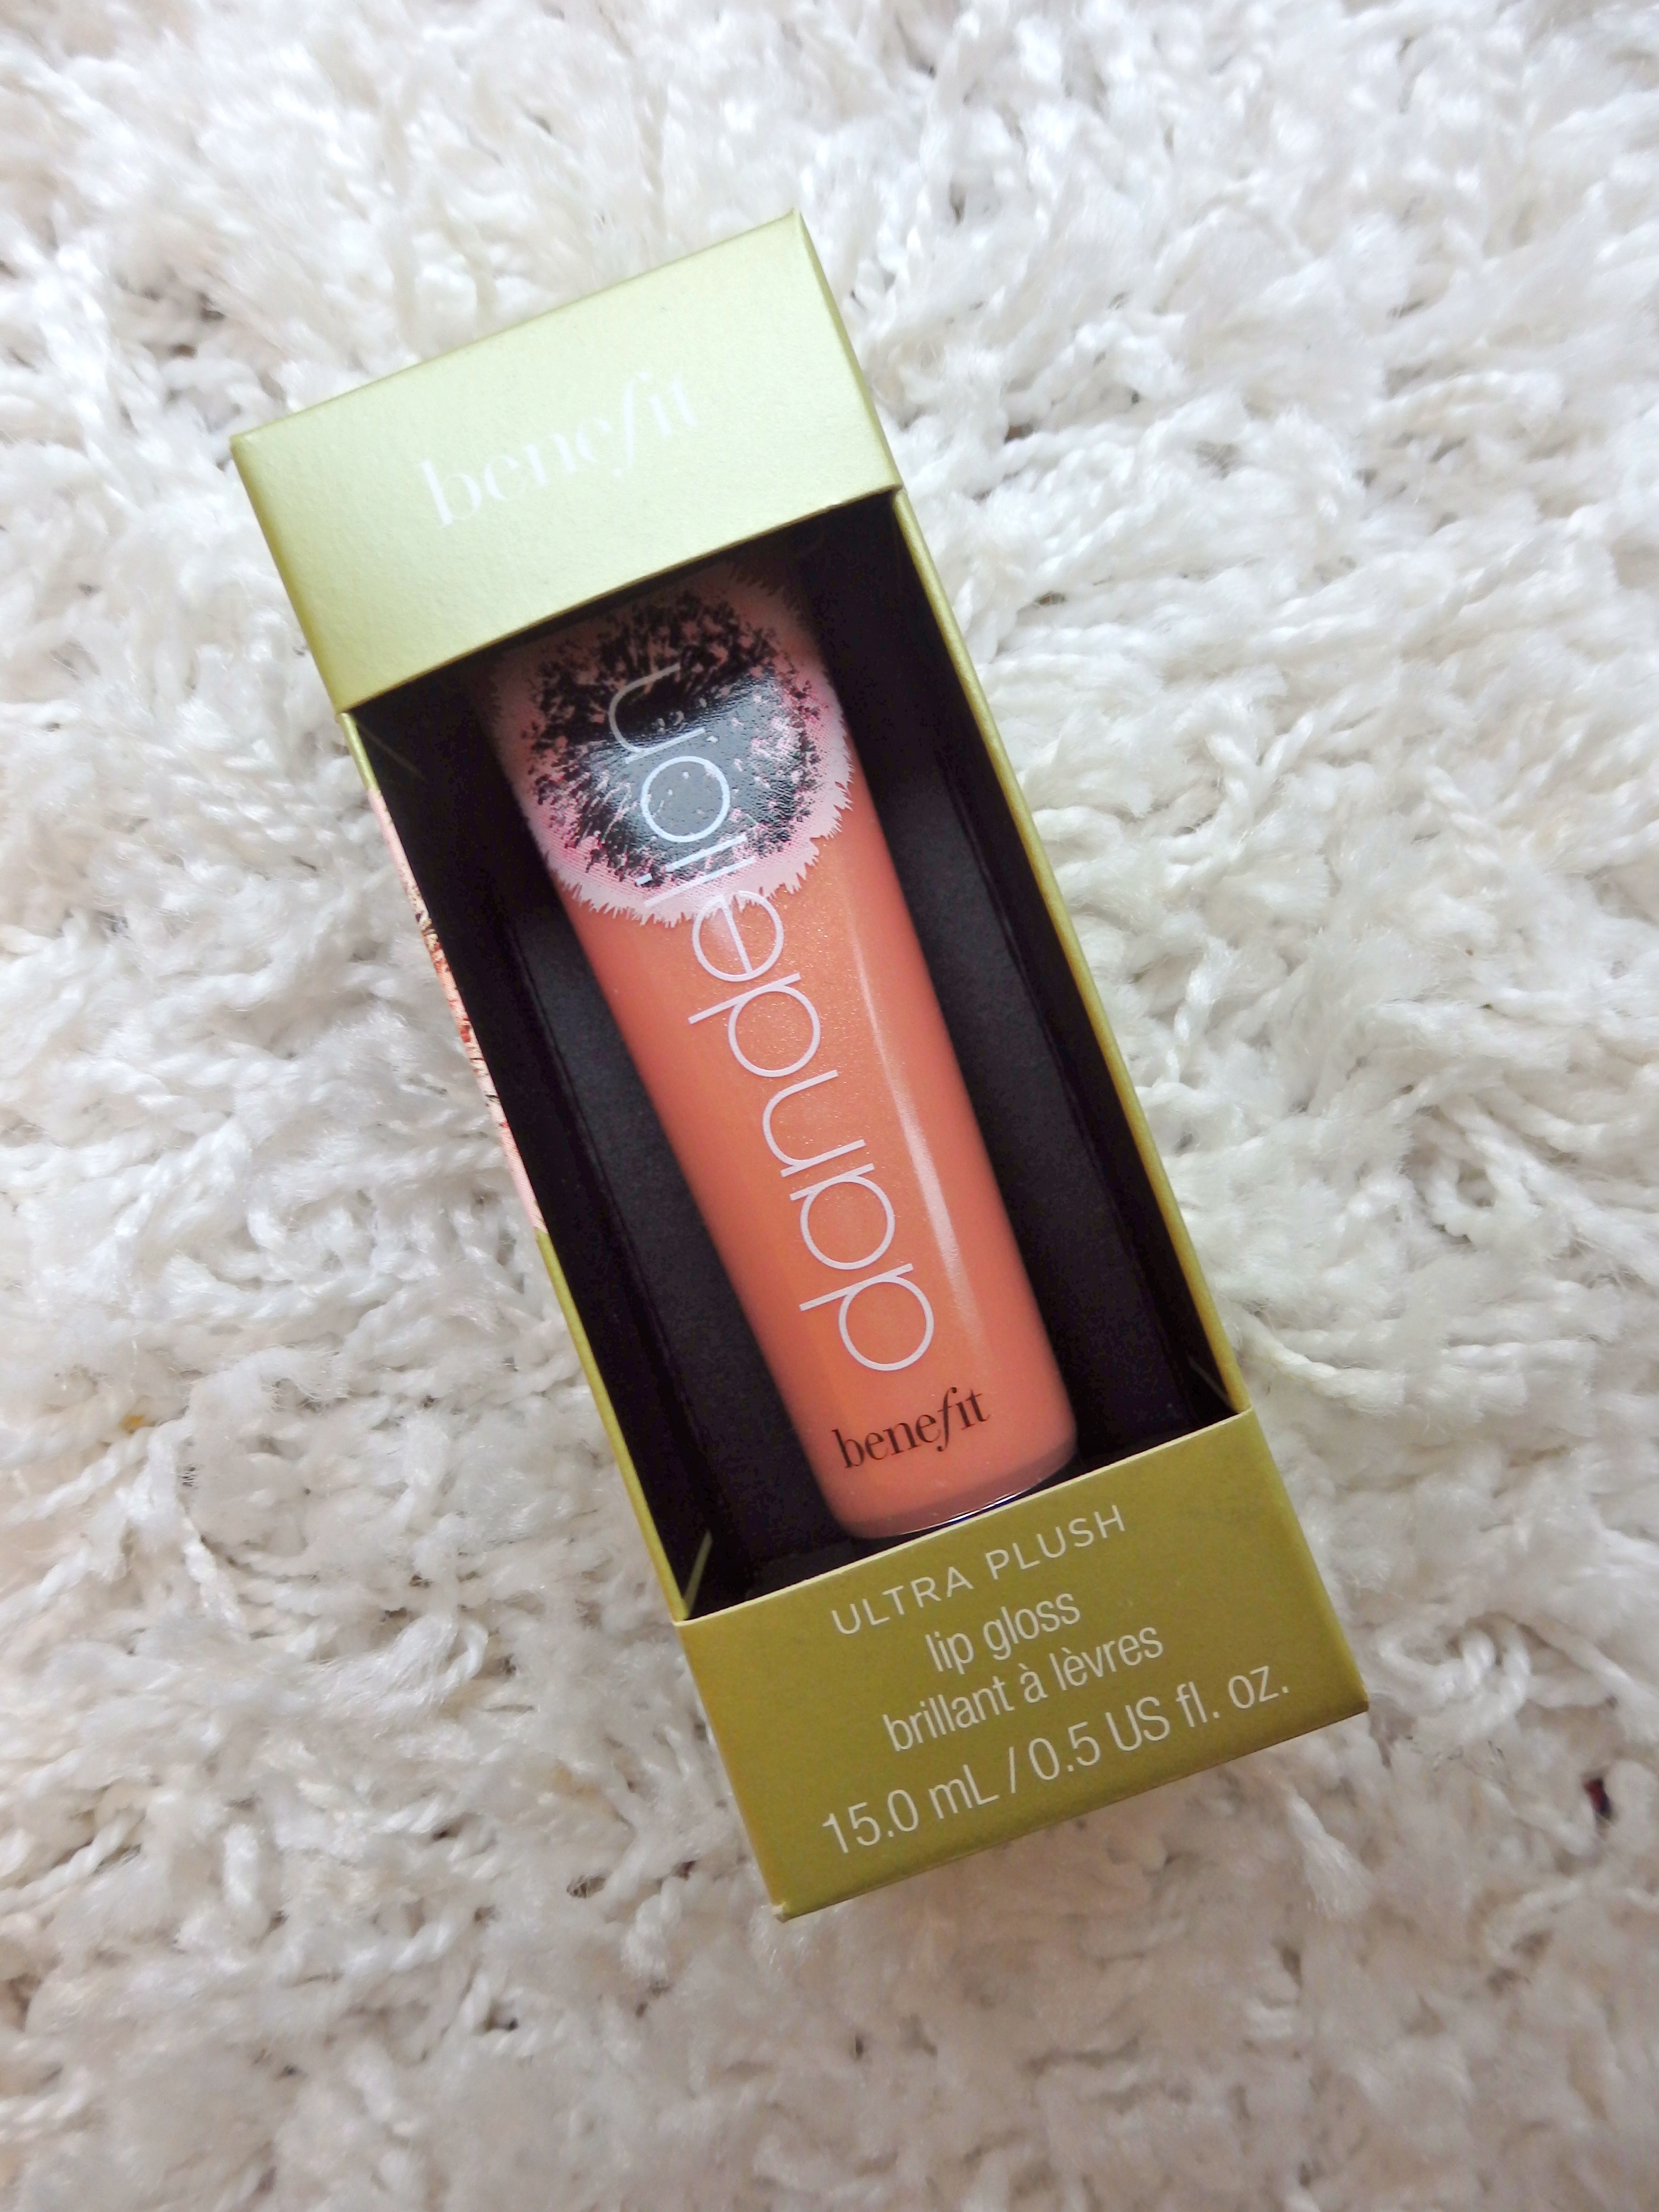 benefit
dandelion
benefit
ULTRA PLUSH
lip gloss
brillant à lèvres
15.0 mL / 0.5 US fl. oz.